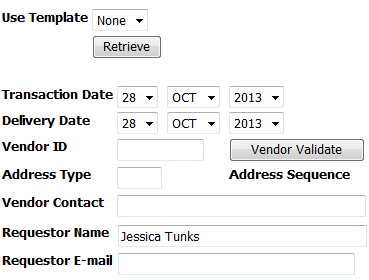 Use Template None
Retrieve
Transaction Date 28 OCT 2013
Delivery Date 28 OCT 2013
Vendor ID Vendor Validate
Address Type Address Sequence
Vendor Contact
Requestor Name Jessica Tunks
Requestor E-mail